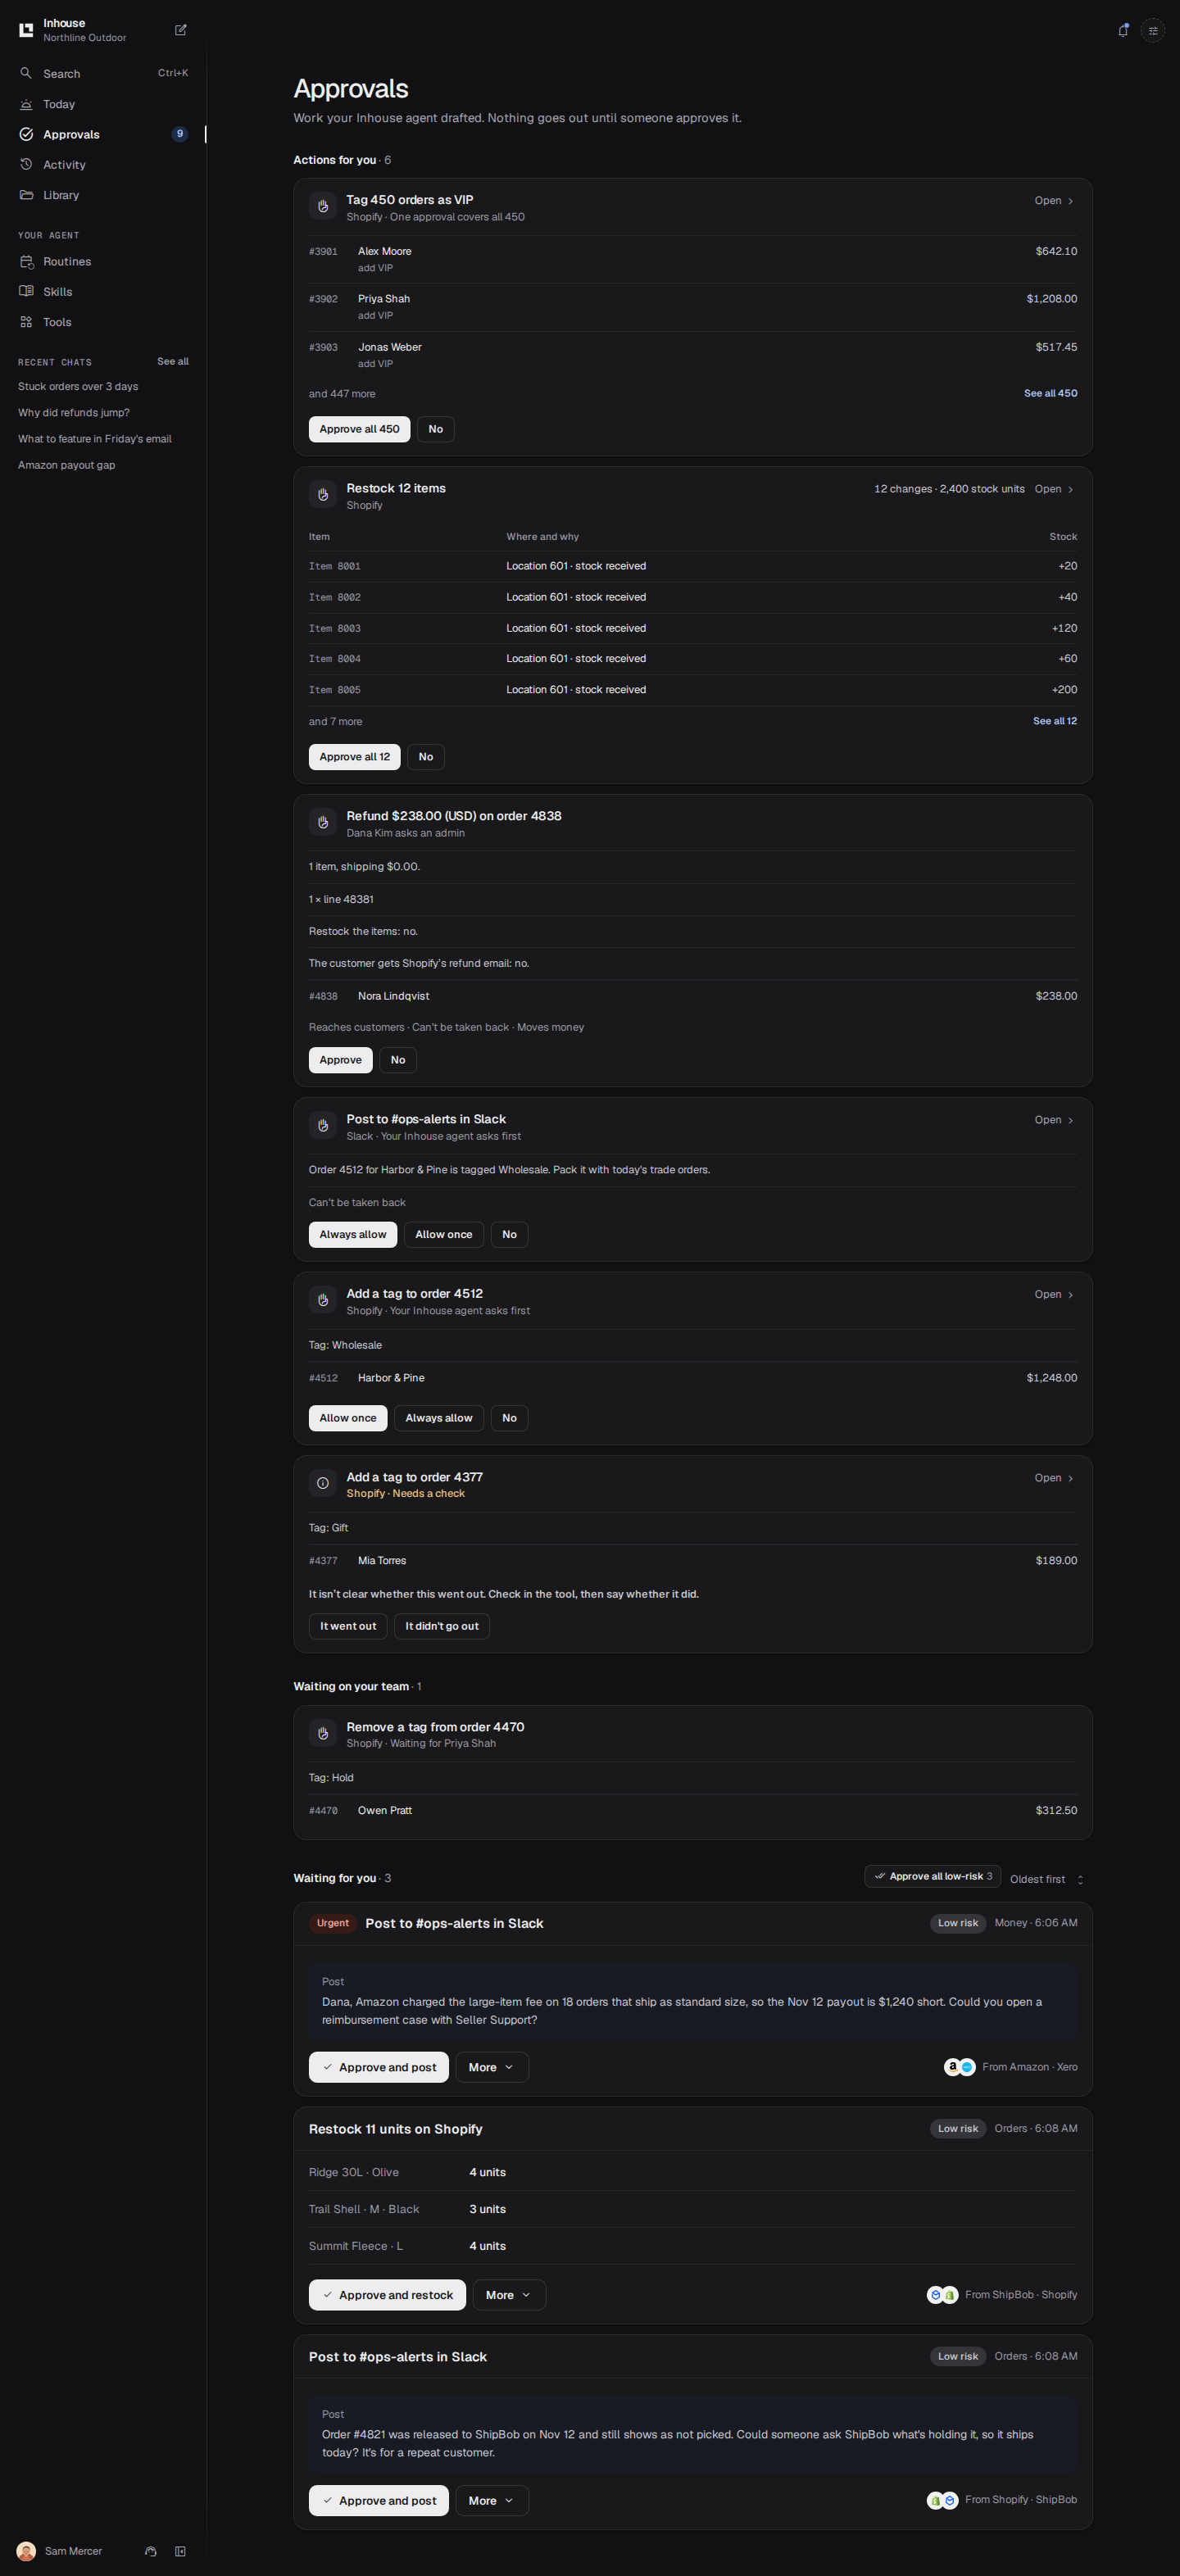 Inhouse
Northline Outdoor
Search Ctrl+K
Today
Approvals 9
Activity
Library
YOUR AGENT
Routines
Skills
Tools
RECENT CHATS See all
Stuck orders over 3 days
Why did refunds jump?
What to feature in Friday's email
Amazon payout gap
Sam Mercer
Approvals
Work your Inhouse agent drafted. Nothing goes out until someone approves it.
Actions for you · 6
Tag 450 orders as VIP Open
Shopify · One approval covers all 450
#3901 Alex Moore $642.10
add VIP
#3902 Priya Shah $1,208.00
add VIP
#3903 Jonas Weber $517.45
add VIP
and 447 more See all 450
Approve all 450 No
Restock 12 items 12 changes · 2,400 stock units Open
Shopify
Item Where and why Stock
Item 8001 Location 601 · stock received +20
Item 8002 Location 601 · stock received +40
Item 8003 Location 601 · stock received +120
Item 8004 Location 601 · stock received +60
Item 8005 Location 601 · stock received +200
and 7 more See all 12
Approve all 12 No
Refund $238.00 (USD) on order 4838
Dana Kim asks an admin
1 item, shipping $0.00.
1 × line 48381
Restock the items: no.
The customer gets Shopify's refund email: no.
#4838 Nora Lindqvist $238.00
Reaches customers · Can't be taken back · Moves money
Approve No
Post to #ops-alerts in Slack Open
Slack · Your Inhouse agent asks first
Order 4512 for Harbor & Pine is tagged Wholesale. Pack it with today's trade orders.
Can't be taken back
Always allow Allow once No
Add a tag to order 4512 Open
Shopify · Your Inhouse agent asks first
Tag: Wholesale
#4512 Harbor & Pine $1,248.00
Allow once Always allow No
Add a tag to order 4377 Open
Shopify · Needs a check
Tag: Gift
#4377 Mia Torres $189.00
It isn't clear whether this went out. Check in the tool, then say whether it did.
It went out It didn't go out
Waiting on your team · 1
Remove a tag from order 4470
Shopify · Waiting for Priya Shah
Tag: Hold
#4470 Owen Pratt $312.50
Waiting for you · 3 Approve all low-risk 3 Oldest first
Urgent Post to #ops-alerts in Slack Low risk Money · 6:06 AM
Post
Dana, Amazon charged the large-item fee on 18 orders that ship as standard size, so the Nov 12 payout is $1,240 short. Could you open a
reimbursement case with Seller Support?
Approve and post More From Amazon · Xero
Restock 11 units on Shopify Low risk Orders · 6:08 AM
Ridge 30L · Olive 4 units
Trail Shell · M · Black 3 units
Summit Fleece · L 4 units
Approve and restock More From ShipBob · Shopify
Post to #ops-alerts in Slack Low risk Orders · 6:08 AM
Post
Order #4821 was released to ShipBob on Nov 12 and still shows as not picked. Could someone ask ShipBob what's holding it, so it ships
today? It's for a repeat customer.
Approve and post More From Shopify · ShipBob